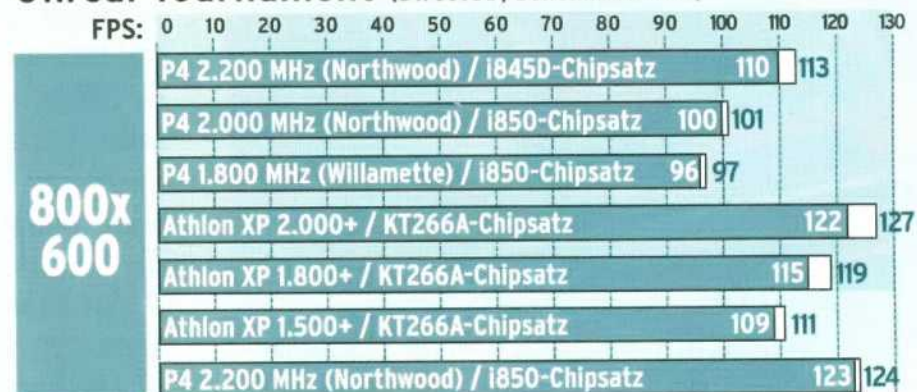 FPS: 0 10 20 30 40 50 60 70 80 90 100 110 120 130
800x
600
P4 2.200 MHz (Northwood) / i845D-Chipsatz 110 113
P4 2.000 MHz (Northwood) / i850-Chipsatz 100 101
P4 1.800 MHz (Willamette) / i850-Chipsatz 96 97
Athlon XP 2.000+ / KT266A-Chipsatz 122 127
Athlon XP 1.800+ / KT266A-Chipsatz 115 119
Athlon XP 1.500+ / KT266A-Chipsatz 109 111
P4 2.200 MHz (Northwood) / i850-Chipsatz 123 124